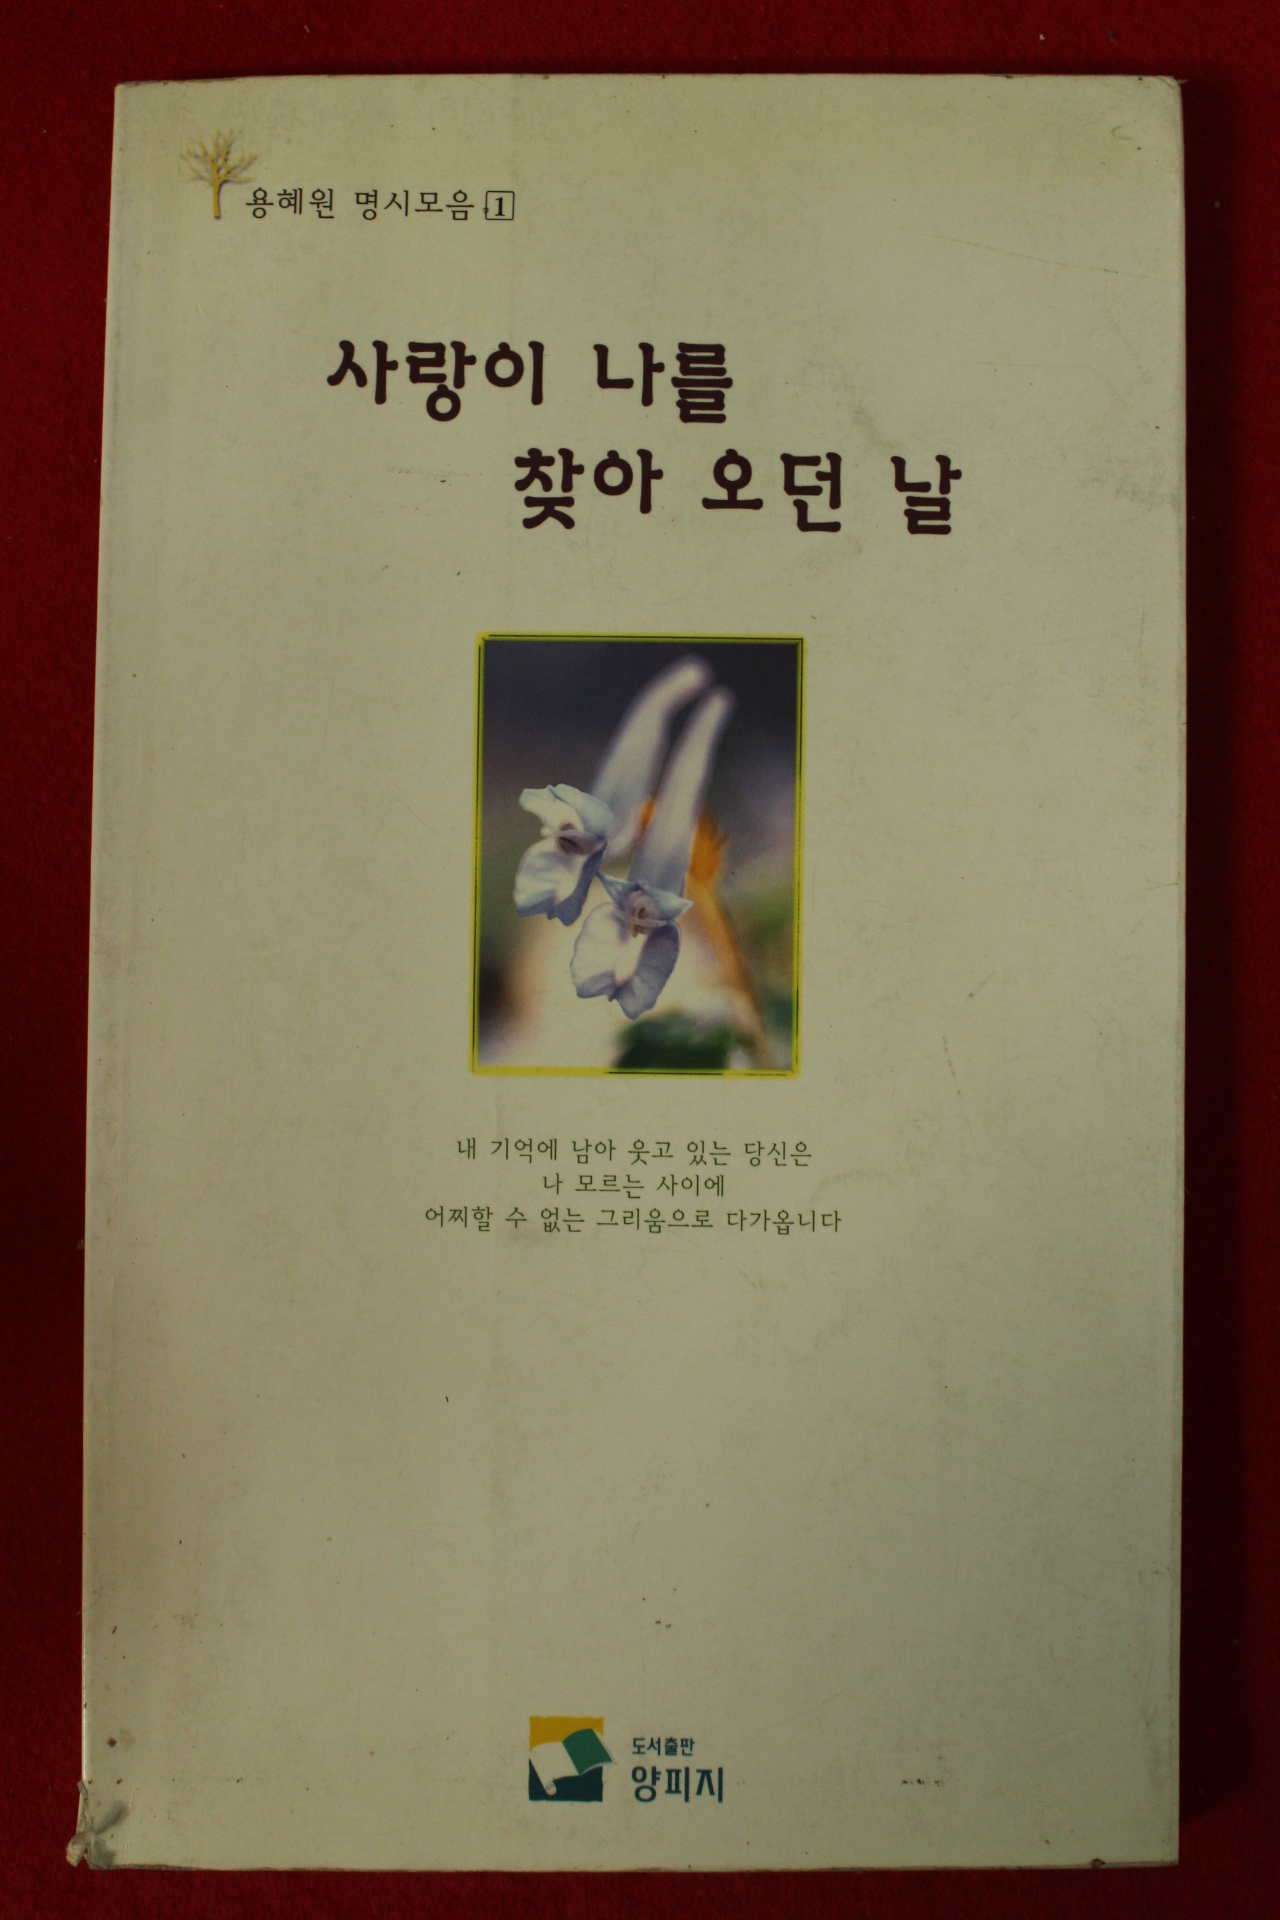 용혜원 명시모음 1
사랑이 나를
찾아 오던 날
내 기억에 남아 웃고 있는 당신은
나 모르는 사이에
어찌할 수 없는 그리움으로 다가옵니다
도서출판
양피지